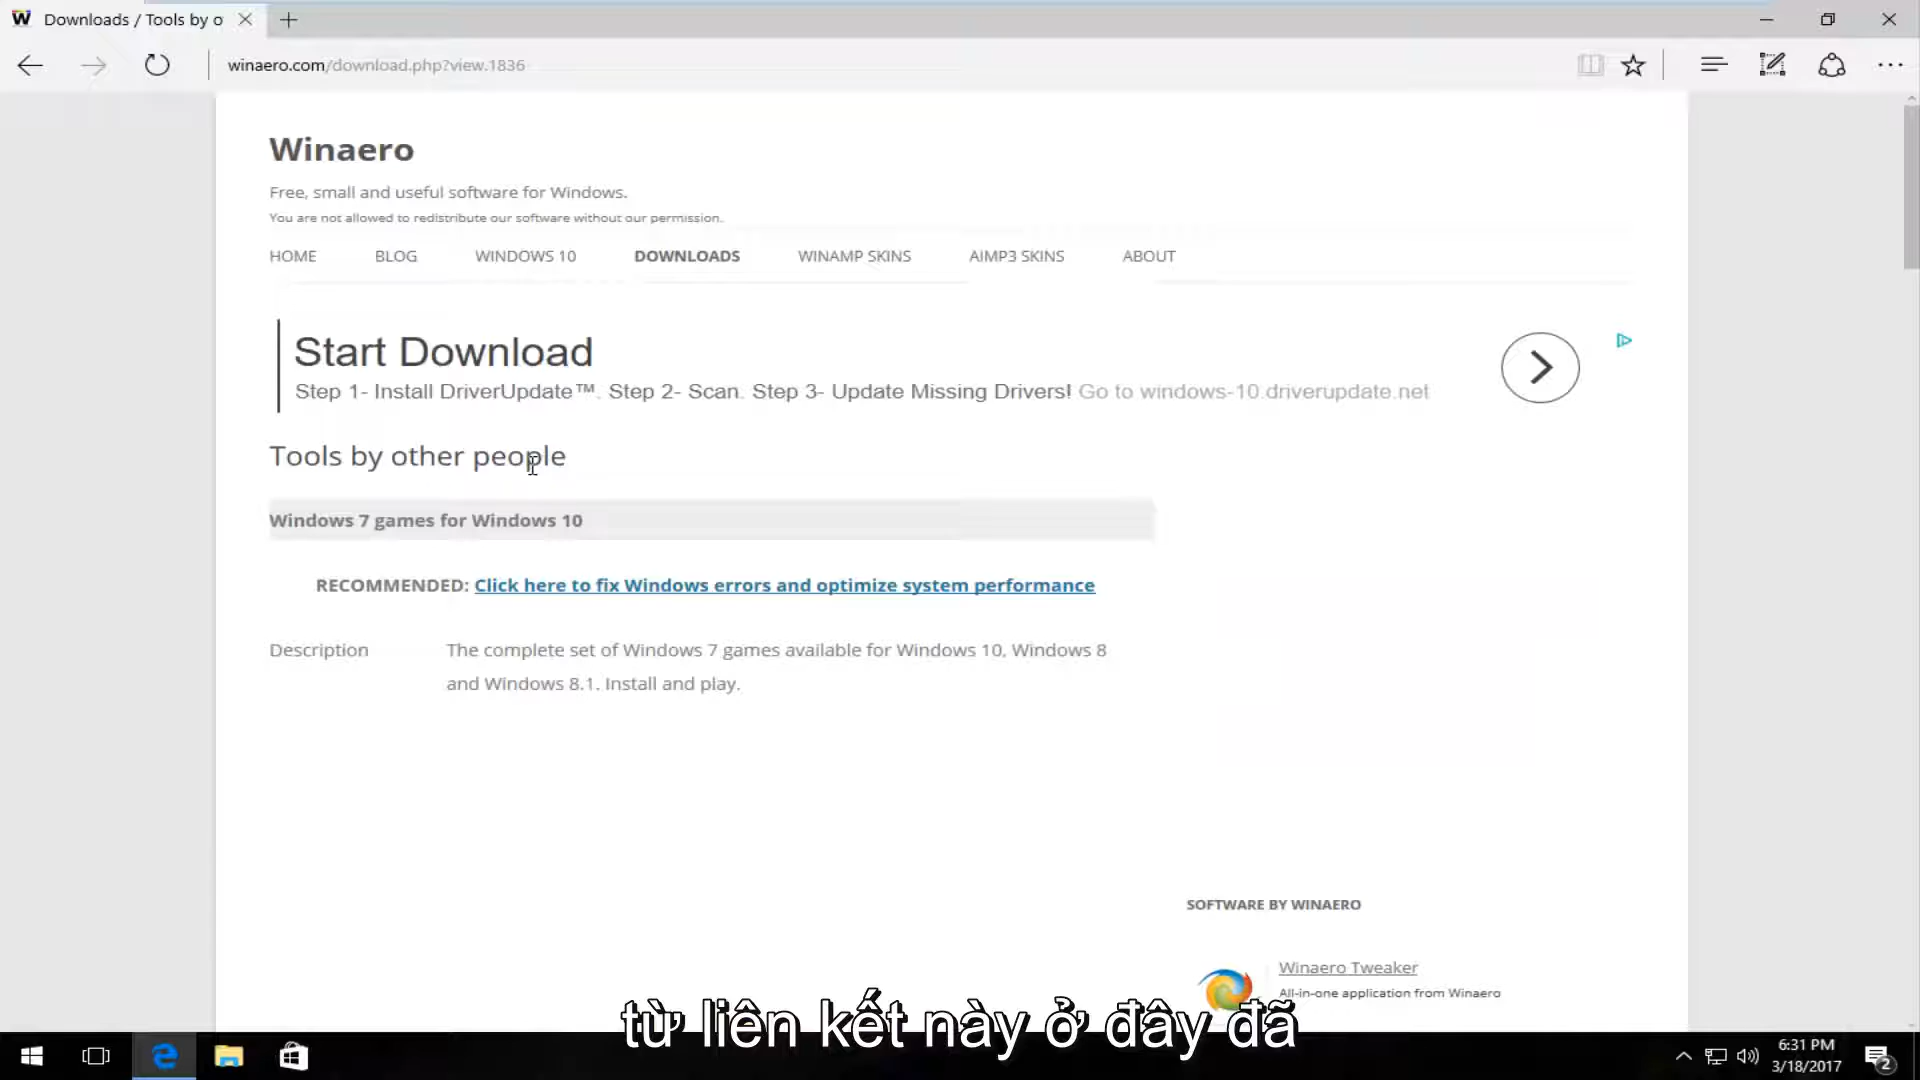 Downloads / Tools by o
winaero.com/download.php?view.1836
Winaero
Free, small and useful software for Windows.
You are not allowed to redistribute our software without our permission.
HOME BLOG WINDOWS 10 DOWNLOADS WINAMP SKINS AIMP3 SKINS ABOUT
Start Download
Step 1- Install DriverUpdate™. Step 2- Scan. Step 3- Update Missing Drivers! Go to windows-10.driverupdate.net
Tools by other people
Windows 7 games for Windows 10
RECOMMENDED: Click here to fix Windows errors and optimize system performance
Description The complete set of Windows 7 games available for Windows 10, Windows 8
and Windows 8.1. Install and play.
SOFTWARE BY WINAERO
Winaero Tweaker
All-in-one application from Winaero
từ liên kết này ở đây đã
6:31 PM
3/18/2017
2